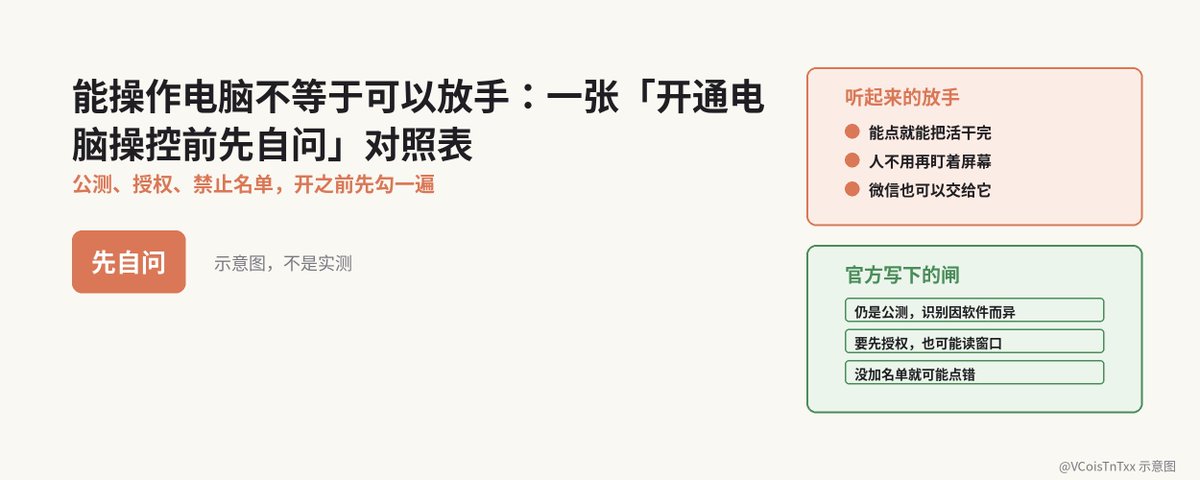 能操作电脑不等于可以放手：一张「开通电
脑操控前先自问」对照表
公测、授权、禁止名单，开之前先勾一遍
先自问
示意图，不是实测
听起来的放手
能点就能把活干完
人不用再盯着屏幕
微信也可以交给它
官方写下的闸
仍是公测，识别因软件而异
要先授权，也可能读窗口
没加名单就可能点错
@VCoisTnTxx 示意图